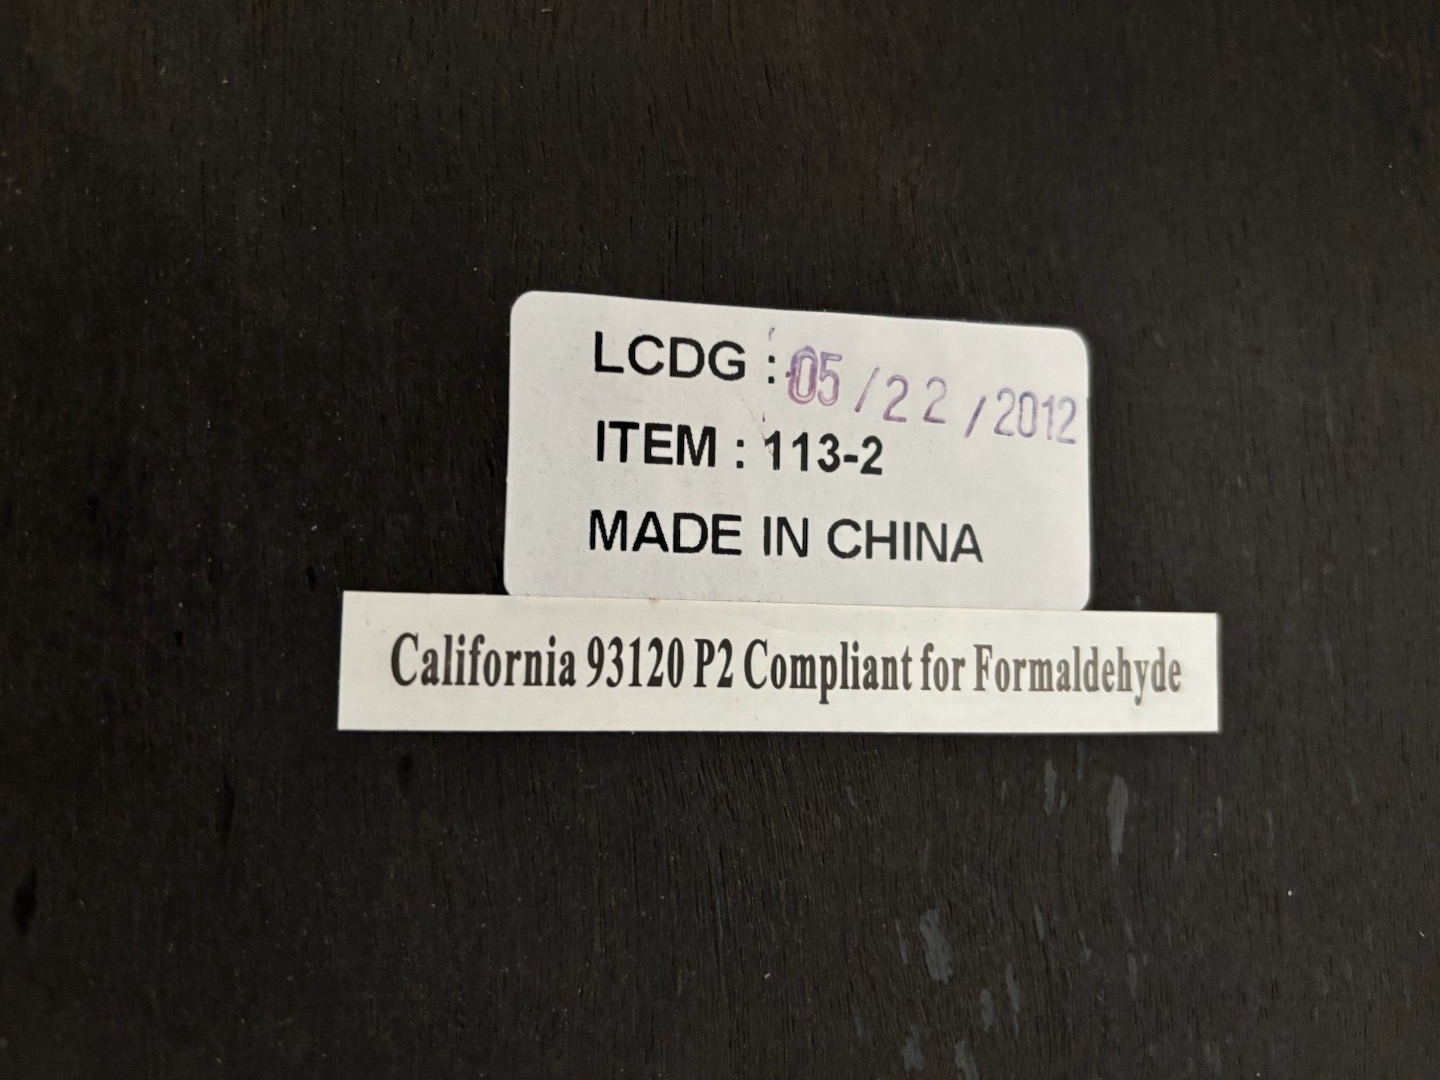 LCDG : 05/22/2012
ITEM : 113-2
MADE IN CHINA
California 93120 P2 Compliant for Formaldehyde